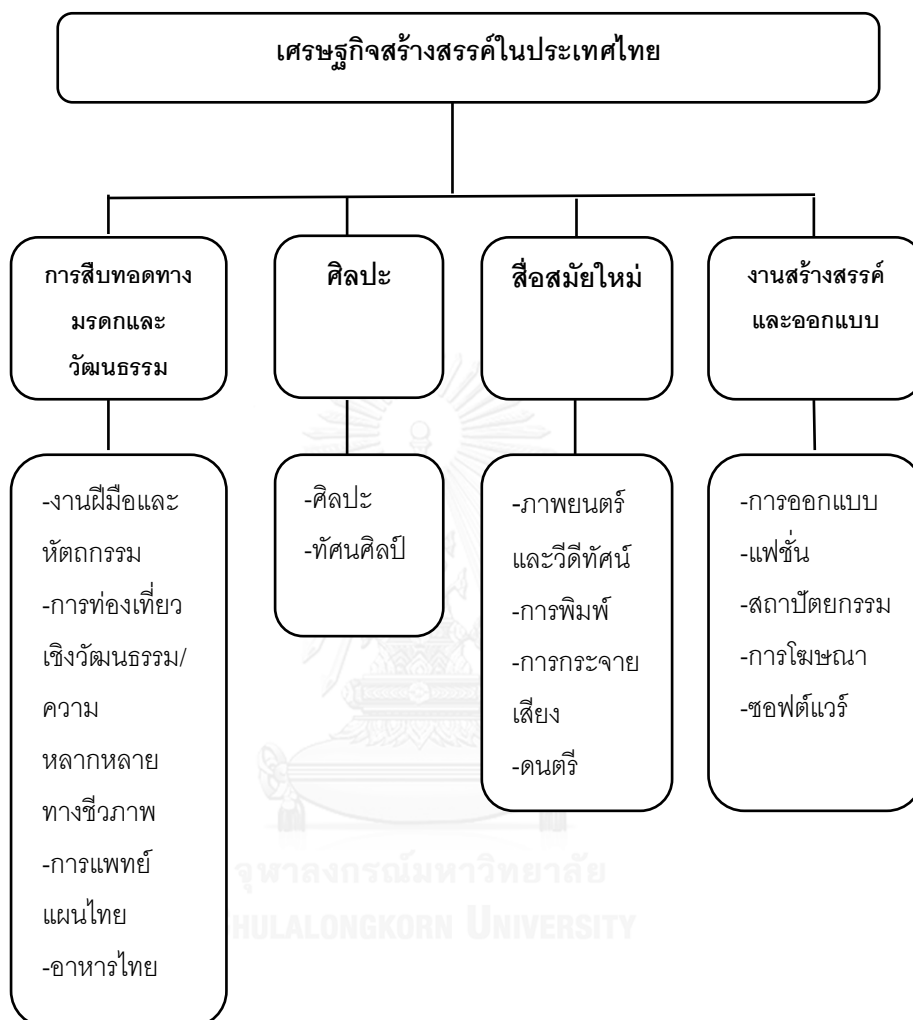 เศรษฐกิจสร้างสรรค์ในประเทศไทย
การสืบทอดทาง
มรดกและ
วัฒนธรรม
ศิลปะ
สื่อสมัยใหม่
งานสร้างสรรค์
และออกแบบ
-งานฝีมือและ
หัตถกรรม
-การท่องเที่ยว
เชิงวัฒนธรรม/
ความ
หลากหลาย
ทางชีวภาพ
-การแพทย์
แผนไทย
-อาหารไทย
-ศิลปะ
-ทัศนศิลป์
-ภาพยนตร์
และวีดีทัศน์
-การพิมพ์
-การกระจาย
เสียง
-ดนตรี
-การออกแบบ
-แฟชั่น
-สถาปัตยกรรม
-การโฆษณา
-ซอฟต์แวร์
จุฬาลงกรณ์มหาวิทยาลัย
HULALONGKORN UNIVERSITY